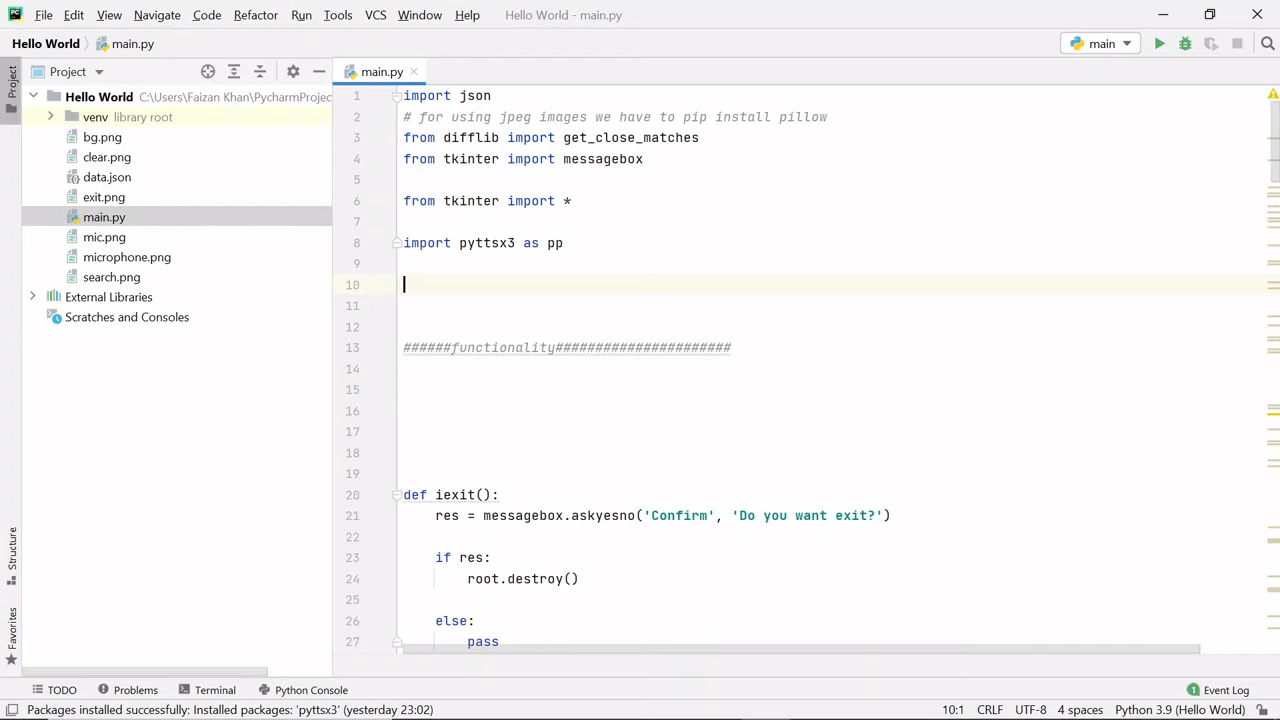 File Edit View Navigate Code Refactor Run Tools VCS Window Help Hello World - main.py
Hello World main.py main
Project Project main.py
Hello World C:\Users\Faizan Khan\PycharmProjec
venv library root
bg.png
clear.png
data.json
exit.png
main.py
mic.png
microphone.png
search.png
External Libraries
Scratches and Consoles
Structure
Favorites
1 import json
2 # for using jpeg images we have to pip install pillow
3 from difflib import get_close_matches
4 from tkinter import messagebox
5
6 from tkinter import *
7
8 import pyttsx3 as pp
9
10
11
12
13 ######functionality######################
14
15
16
17
18
19
20 def iexit():
21 res = messagebox.askyesno('Confirm', 'Do you want exit?')
22
23 if res:
24 root.destroy()
25
26 else:
27 pass
TODO Problems Terminal Python Console 1 Event Log
Packages installed successfully: Installed packages: 'pyttsx3' (yesterday 23:02) 10:1 CRLF UTF-8 4 spaces Python 3.9 (Hello World)